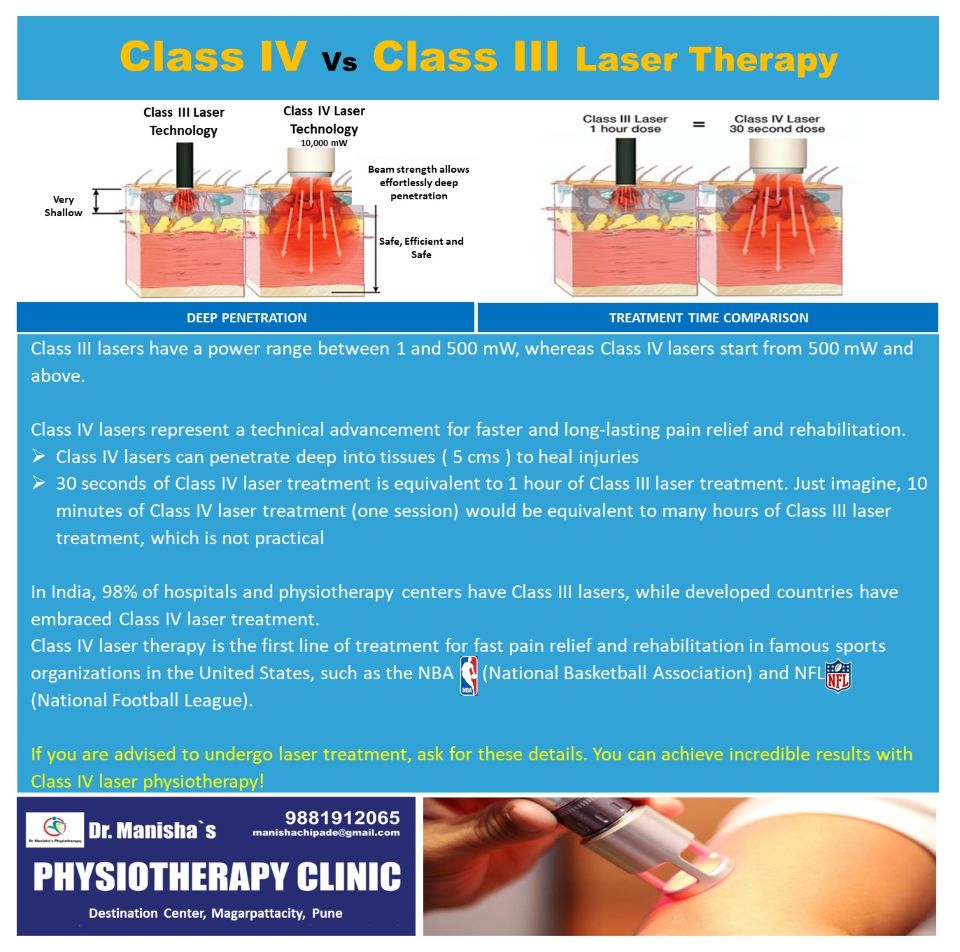 Class IV Vs Class III Laser Therapy
Class III Laser
Technology
Class IV Laser
Technology
10,000 mW
Very
Shallow
Beam strength allows
effortlessly deep
penetration
Safe, Efficient and
Safe
Class III Laser
1 hour dose
=
Class IV Laser
30 second dose
DEEP PENETRATION
TREATMENT TIME COMPARISON
Class III lasers have a power range between 1 and 500 mW, whereas Class IV lasers start from 500 mW and
above.
Class IV lasers represent a technical advancement for faster and long-lasting pain relief and rehabilitation.
➢ Class IV lasers can penetrate deep into tissues ( 5 cms ) to heal injuries
➢ 30 seconds of Class IV laser treatment is equivalent to 1 hour of Class III laser treatment. Just imagine, 10
minutes of Class IV laser treatment (one session) would be equivalent to many hours of Class III laser
treatment, which is not practical
In India, 98% of hospitals and physiotherapy centers have Class III lasers, while developed countries have
embraced Class IV laser treatment.
Class IV laser therapy is the first line of treatment for fast pain relief and rehabilitation in famous sports
organizations in the United States, such as the NBA NBA (National Basketball Association) and NFL NFL
(National Football League).
If you are advised to undergo laser treatment, ask for these details. You can achieve incredible results with
Class IV laser physiotherapy!
Dr. Manisha's Physiotherapy
Dr. Manisha`s
9881912065
manishachipade@gmail.com
PHYSIOTHERAPY CLINIC
Destination Center, Magarpattacity, Pune